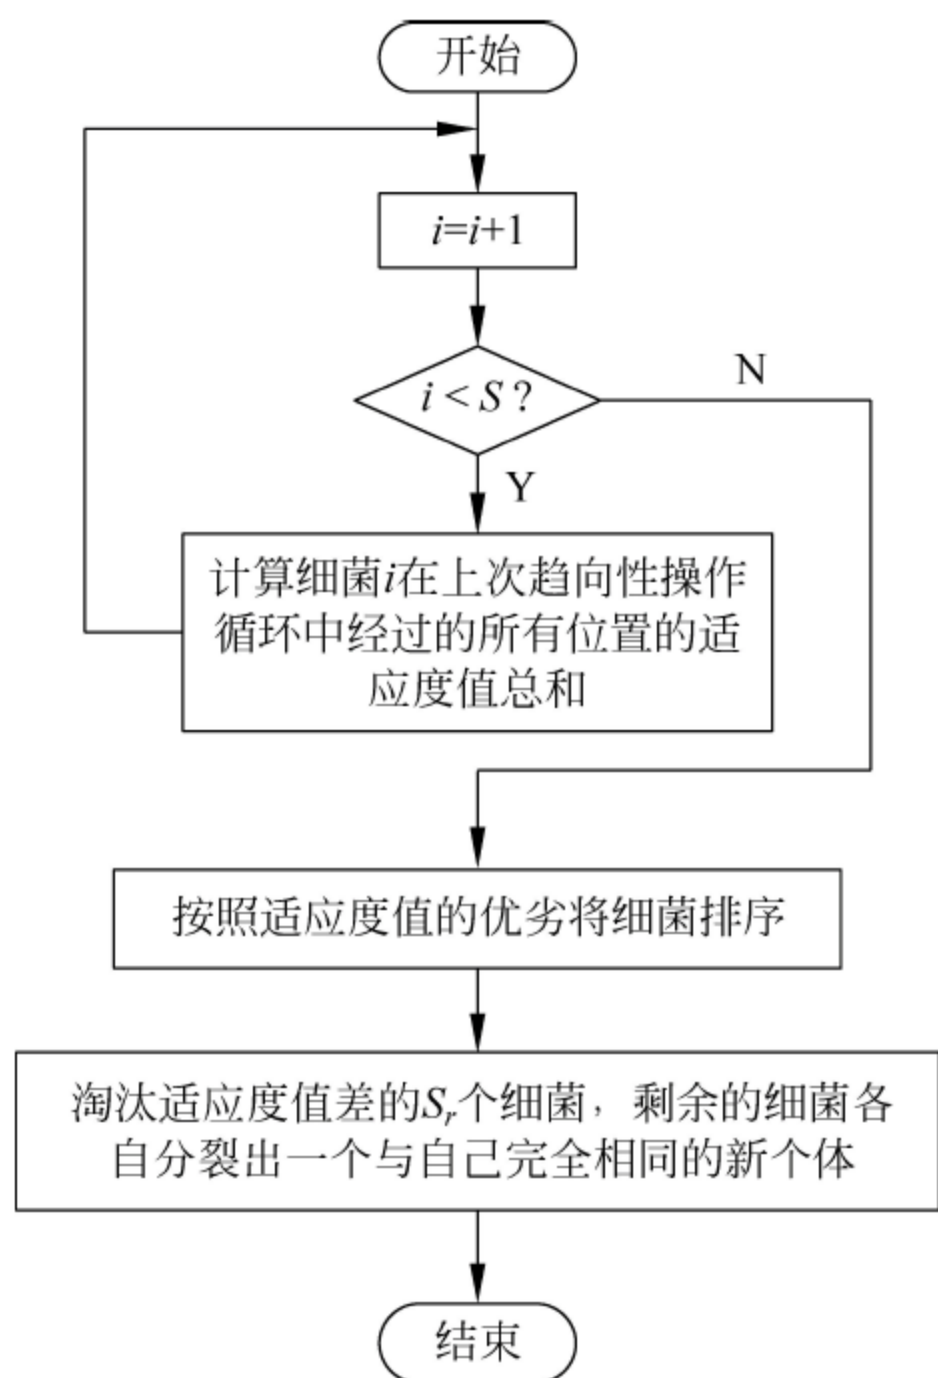 开始
i=i+1
i < S ?
N
Y
计算细菌i在上次趋向性操作
循环中经过的所有位置的适
应度值总和
按照适应度值的优劣将细菌排序
淘汰适应度值差的Sr个细菌，剩余的细菌各
自分裂出一个与自己完全相同的新个体
结束